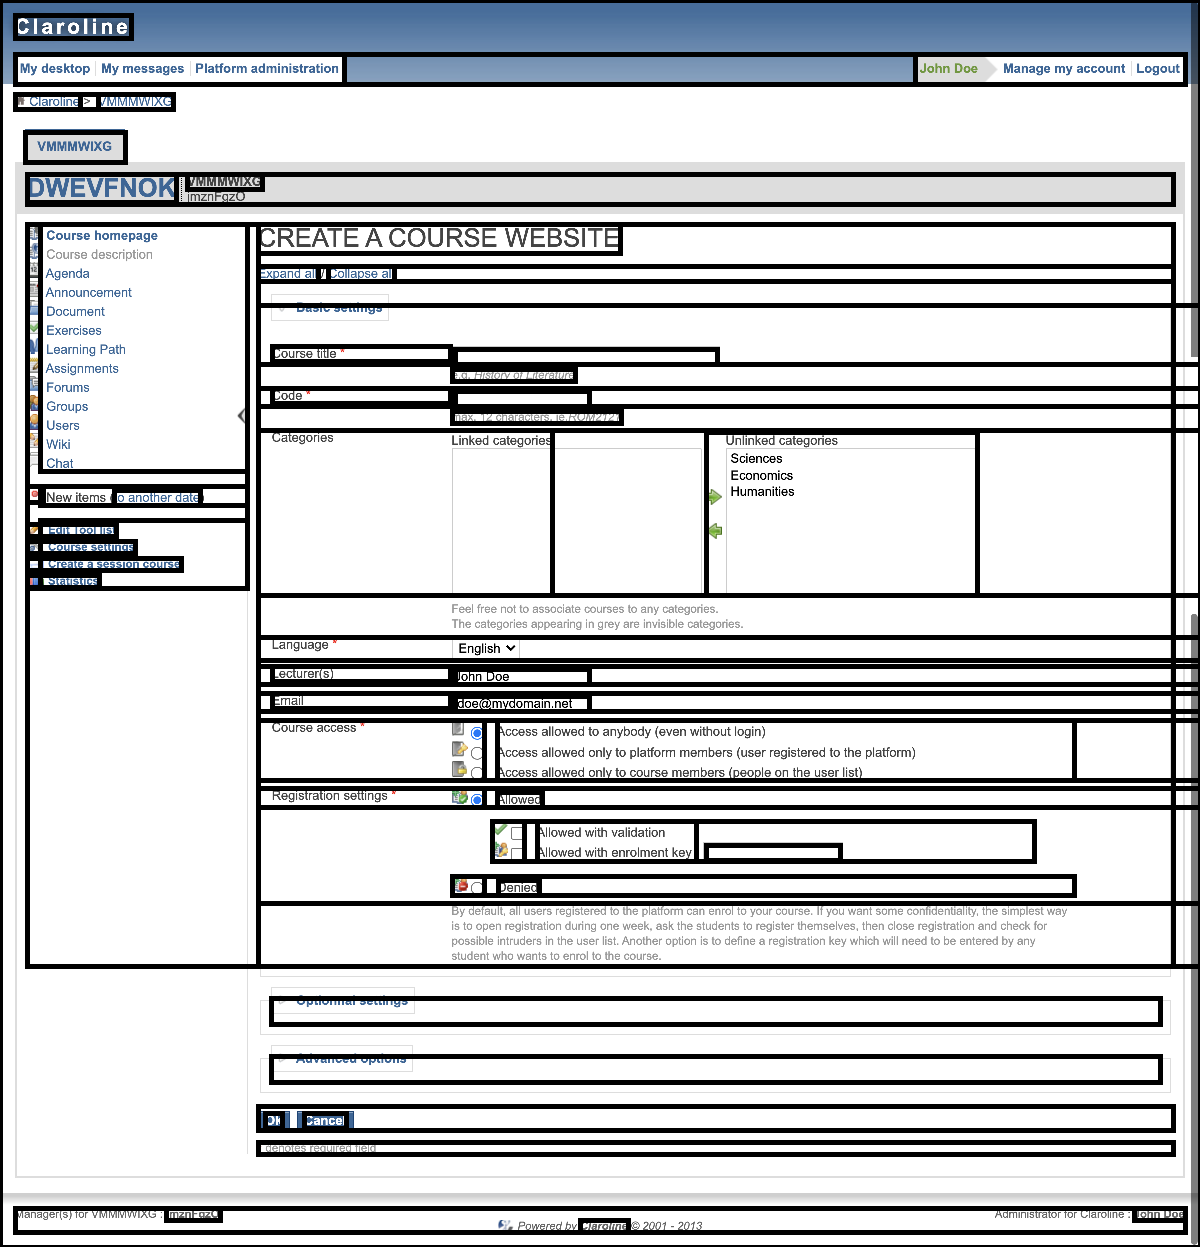 Claroline
My desktop My messages Platform administration John Doe Manage my account Logout
Claroline > VMMMWIXG
VMMMWIXG
DWEVFNOK VMMMWIXG
jmznFgzO
CREATE A COURSE WEBSITE
Course homepage
Course description
Agenda
Announcement
Document
Exercises
Learning Path
Assignments
Forums
Groups
Users
Wiki
Chat
New items (to another date)
Edit Tool list
Course settings
Create a session course
Statistics
Expand all / Collapse all
Basic settings
Course title *
e.g. History of Literature
Code *
max. 12 characters, ie.ROM2121
Categories
Linked categories
Unlinked categories
Sciences
Economics
Humanities
Feel free not to associate courses to any categories.
The categories appearing in grey are invisible categories.
Language * English
Lecturer(s) John Doe
Email doe@mydomain.net
Course access *
Access allowed to anybody (even without login)
Access allowed only to platform members (user registered to the platform)
Access allowed only to course members (people on the user list)
Registration settings * Allowed
Allowed with validation
Allowed with enrolment key
Denied
By default, all users registered to the platform can enrol to your course. If you want some confidentiality, the simplest way
is to open registration during one week, ask the students to register themselves, then close registration and check for
possible intruders in the user list. Another option is to define a registration key which will need to be entered by any
student who wants to enrol to the course.
Optionnal settings
Advanced options
Ok Cancel
denotes required field
Manager(s) for VMMMWIXG : jmznFgzO
Administrator for Claroline : John Doe
Powered by Claroline © 2001 - 2013